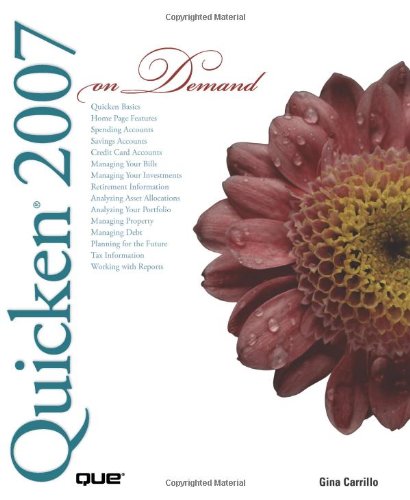 Copyrighted Material
Quicken® 2007
on Demand
Quicken Basics
Home Page Features
Spending Accounts
Savings Accounts
Credit Card Accounts
Managing Your Bills
Managing Your Investments
Retirement Information
Analyzing Asset Allocations
Analyzing Your Portfolio
Managing Property
Managing Debt
Planning for the Future
Tax Information
Working with Reports
QUE®
Copyrighted Material
Gina Carrillo